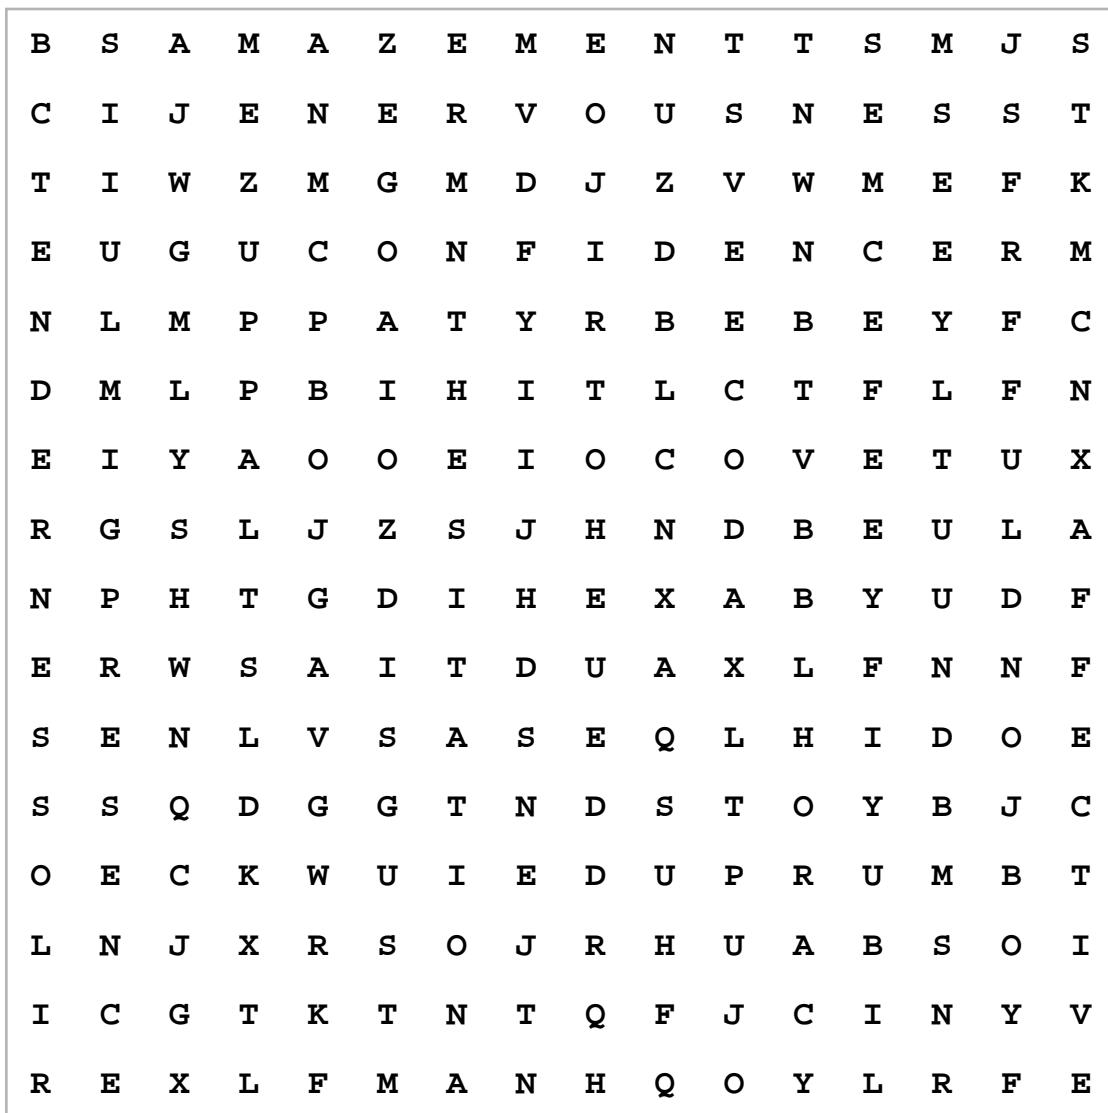 B S A M A Z E M E N T T S M J S
C I J E N E R V O U S N E S S T
T I W Z M G M D J Z V W M E F K
E U G U C O N F I D E N C E R M
N L M P P A T Y R B E B E Y F C
D M L P B I H I T L C T F L F N
E I Y A O O E I O C O V E T U X
R G S L J Z S J H N D B E U L A
N P H T G D I H E X A B Y U D F
E R W S A I T D U A X L F N N F
S E N L V S A S E Q L H I D O E
S S Q D G G T N D S T O Y B J C
O E C K W U I E D U P R U M B T
L N J X R S O J R H U A B S O I
I C G T K T N T Q F J C I N Y V
R E X L F M A N H Q O Y L R F E